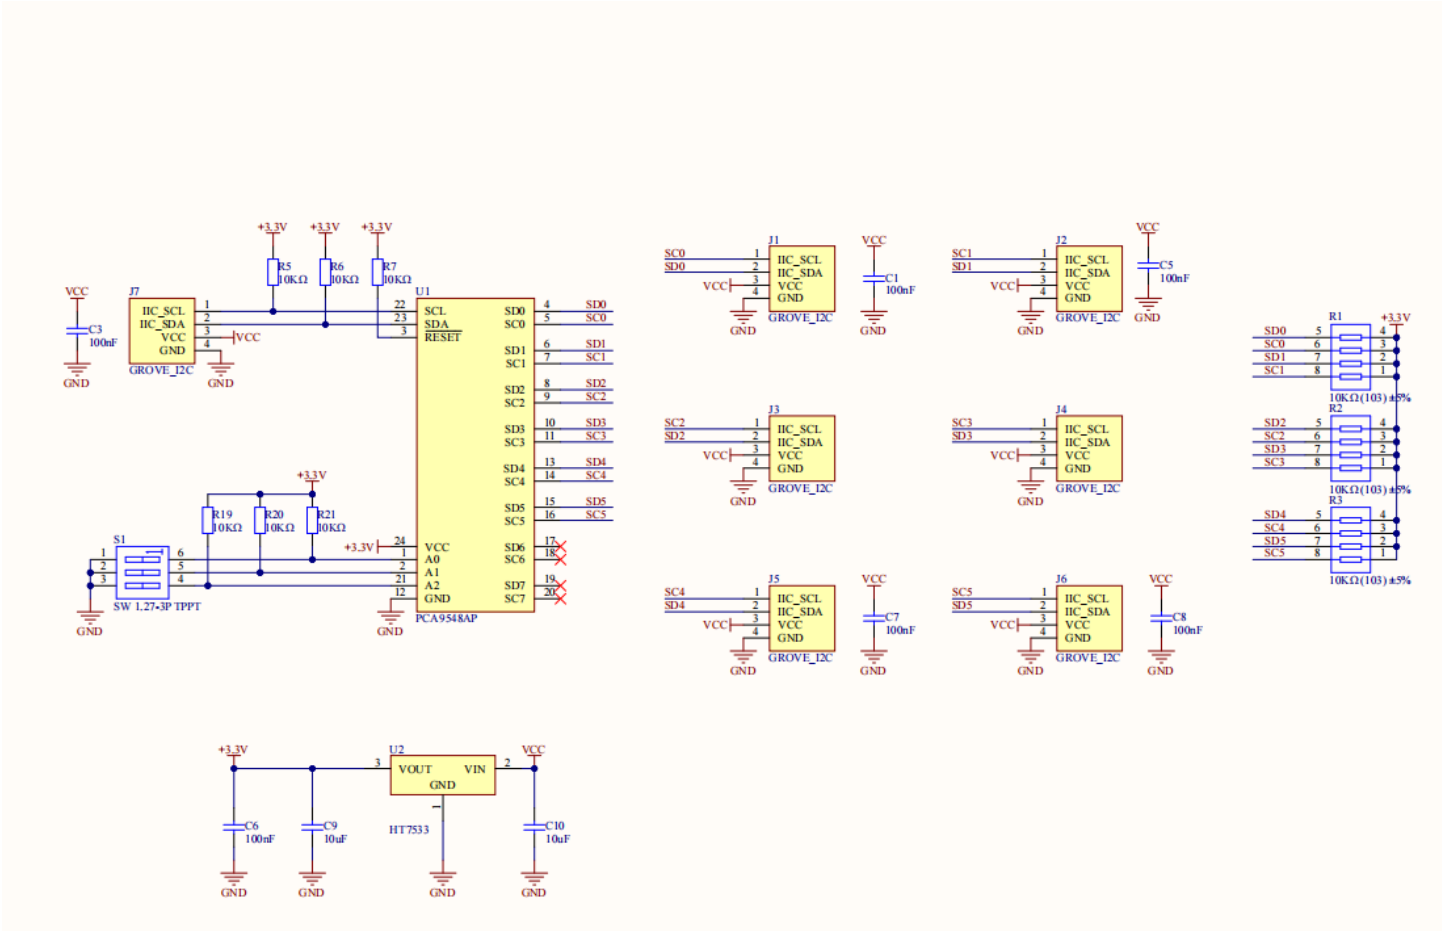 +3.3V
+3.3V
+3.3V
R5
10KΩ
R6
10KΩ
R7
10KΩ
VCC
C3
100nF
GND
J7
IIC_SCL 1
IIC_SDA 2
VCC 3 VCC
GND 4
GROVE_I2C
GND
U1
22 SCL SD0 4 SD0
23 SDA SC0 5 SC0
3 RESET
SD1 6 SD1
SC1 7 SC1
SD2 8 SD2
SC2 9 SC2
SD3 10 SD3
SC3 11 SC3
SD4 13 SD4
SC4 14 SC4
SD5 15 SD5
SC5 16 SC5
+3.3V 24 VCC SD6 17
1 A0 SC6 18
2 A1
21 A2 SD7 19
12 GND SC7 20
PCA9548AP
GND
+3.3V
R19
10KΩ
R20
10KΩ
R21
10KΩ
S1
1 6
2 5
3 4
SW 1.27*3P TPPT
GND
J1
SC0 1 IIC_SCL
SD0 2 IIC_SDA
VCC 3 VCC
4 GND
GROVE_I2C
GND
VCC
C1
100nF
GND
J2
SC1 1 IIC_SCL
SD1 2 IIC_SDA
VCC 3 VCC
4 GND
GROVE_I2C
GND
VCC
C5
100nF
GND
J3
SC2 1 IIC_SCL
SD2 2 IIC_SDA
VCC 3 VCC
4 GND
GROVE_I2C
GND
J4
SC3 1 IIC_SCL
SD3 2 IIC_SDA
VCC 3 VCC
4 GND
GROVE_I2C
GND
J5
SC4 1 IIC_SCL
SD4 2 IIC_SDA
VCC 3 VCC
4 GND
GROVE_I2C
GND
VCC
C7
100nF
GND
J6
SC5 1 IIC_SCL
SD5 2 IIC_SDA
VCC 3 VCC
4 GND
GROVE_I2C
GND
VCC
C8
100nF
GND
R1
+3.3V
SD0 5 4
SC0 6 3
SD1 7 2
SC1 8 1
10KΩ(103) ±5%
R2
SD2 5 4
SC2 6 3
SD3 7 2
SC3 8 1
10KΩ(103) ±5%
R3
SD4 5 4
SC4 6 3
SD5 7 2
SC5 8 1
10KΩ(103) ±5%
+3.3V
U2
VCC
3 VOUT VIN 2
GND
1
HT7533
C6
100nF
C9
10uF
C10
10uF
GND
GND
GND
GND